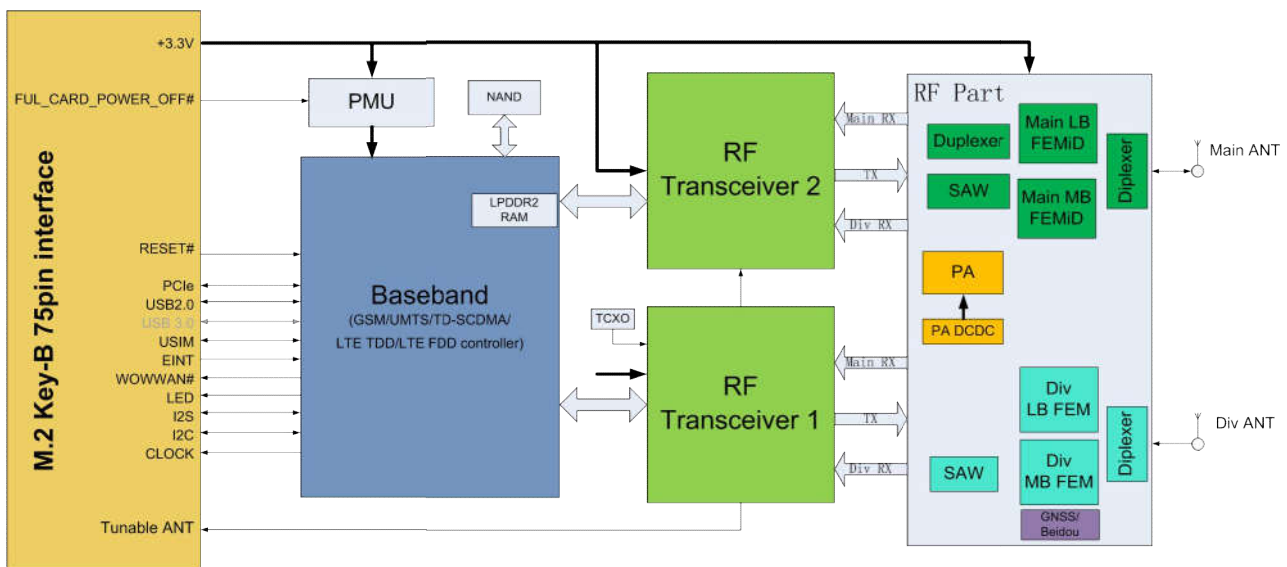 M.2 Key-B 75pin interface
+3.3V
FUL_CARD_POWER_OFF#
RESET#
PCIe
USB2.0
USB 3.0
USIM
EINT
WOWWAN#
LED
I2S
I2C
CLOCK
Tunable ANT
PMU
NAND
LPDDR2
RAM
Baseband
(GSM/UMTS/TD-SCDMA/
LTE TDD/LTE FDD controller)
TCXO
RF
Transceiver 2
RF
Transceiver 1
Main RX
TX
Div RX
Main RX
TX
Div RX
RF Part
Duplexer
SAW
Main LB
FEMiD
Main MB
FEMiD
Diplexer
PA
PA DCDC
Div
LB FEM
Div
MB FEM
SAW
GNSS/
Beidou
Diplexer
Main ANT
Div ANT